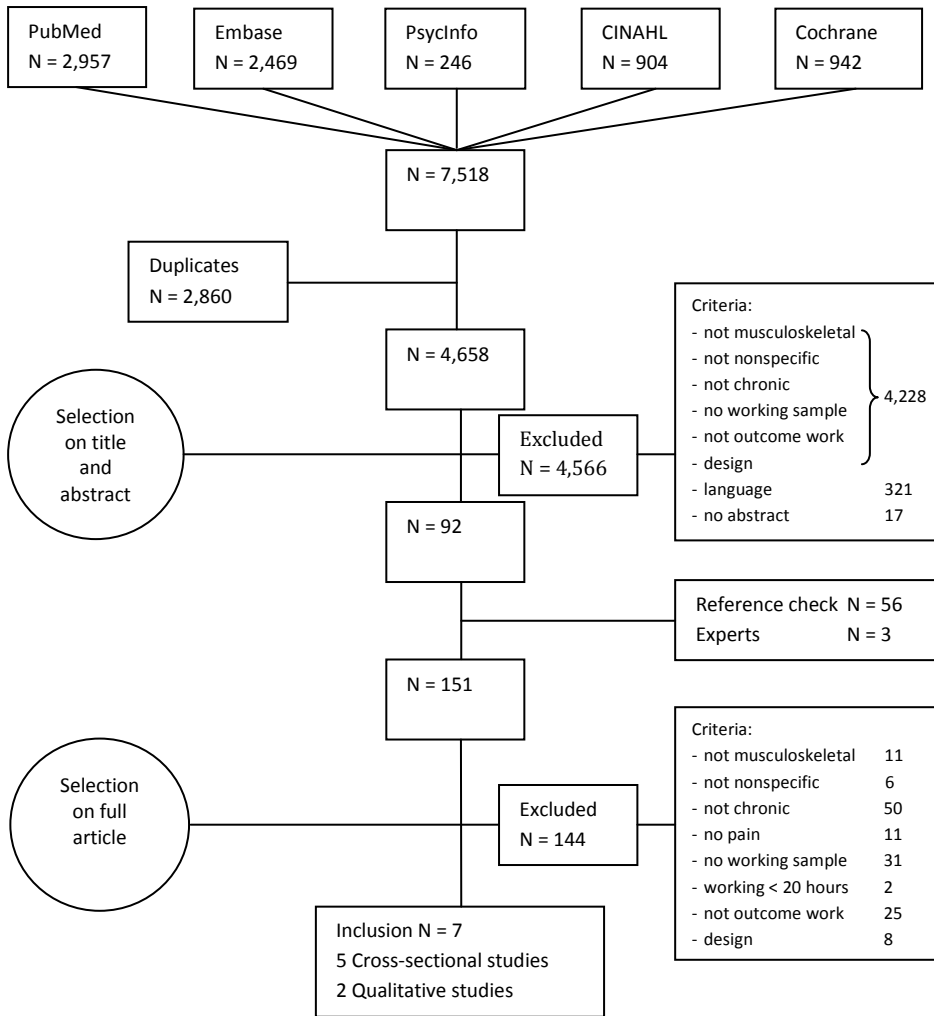 PubMed
N = 2,957
Embase
N = 2,469
PsycInfo
N = 246
CINAHL
N = 904
Cochrane
N = 942
N = 7,518
Duplicates
N = 2,860
N = 4,658
Selection
on title
and
abstract
Excluded
N = 4,566
Criteria:
- not musculoskeletal
- not nonspecific
- not chronic
- no working sample
- not outcome work
- design
4,228
- language 321
- no abstract 17
N = 92
Reference check N = 56
Experts N = 3
N = 151
Selection
on full
article
Excluded
N = 144
Criteria:
- not musculoskeletal 11
- not nonspecific 6
- not chronic 50
- no pain 11
- no working sample 31
- working < 20 hours 2
- not outcome work 25
- design 8
Inclusion N = 7
5 Cross-sectional studies
2 Qualitative studies